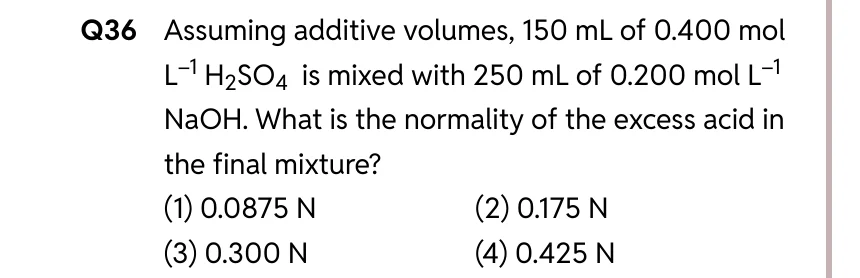 Q36 Assuming additive volumes, 150 mL of 0.400 mol
L⁻¹ H₂SO₄ is mixed with 250 mL of 0.200 mol L⁻¹
NaOH. What is the normality of the excess acid in
the final mixture?
(1) 0.0875 N (2) 0.175 N
(3) 0.300 N (4) 0.425 N